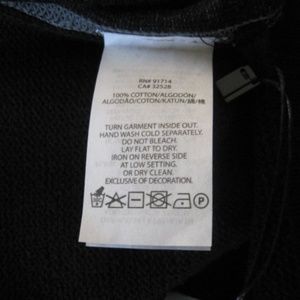 RN# 91714
CA# 32528
100% COTTON/ALGODÓN/
ALGODÃO/COTON/KATUN/綿/棉
TURN GARMENT INSIDE OUT.
HAND WASH COLD SEPARATELY.
DO NOT BLEACH.
LAY FLAT TO DRY.
IRON ON REVERSE SIDE
AT LOW SETTING.
OR DRY CLEAN.
EXCLUSIVE OF DECORATION.
P